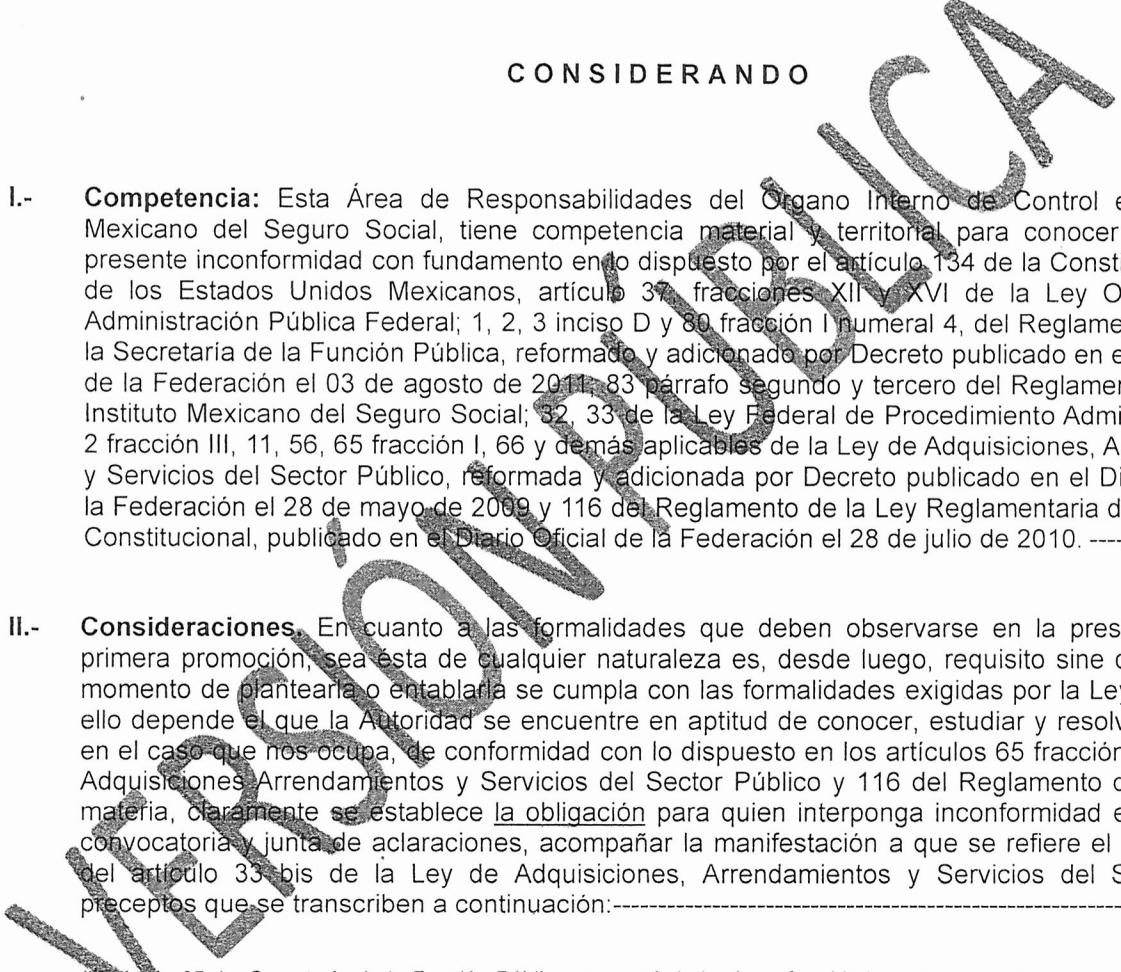 CONSIDERANDO
I.- Competencia: Esta Área de Responsabilidades del Órgano Interno de Control e
Mexicano del Seguro Social, tiene competencia material y territorial para conocer
presente inconformidad con fundamento en lo dispuesto por el artículo 134 de la Consti
de los Estados Unidos Mexicanos, artículo 37, fracciones XII y XVI de la Ley O
Administración Pública Federal; 1, 2, 3 inciso D y 80 fracción I numeral 4, del Reglame
la Secretaría de la Función Pública, reformado y adicionado por Decreto publicado en e
de la Federación el 03 de agosto de 2011; 83 párrafo segundo y tercero del Reglamen
Instituto Mexicano del Seguro Social; 32, 33 de la Ley Federal de Procedimiento Admi
2 fracción III, 11, 56, 65 fracción I, 66 y demás aplicables de la Ley de Adquisiciones, A
y Servicios del Sector Público, reformada y adicionada por Decreto publicado en el Di
la Federación el 28 de mayo de 2009 y 116 del Reglamento de la Ley Reglamentaria d
Constitucional, publicado en el Diario Oficial de la Federación el 28 de julio de 2010. ----
II.- Consideraciones. En cuanto a las formalidades que deben observarse en la pres
primera promoción, sea ésta de cualquier naturaleza es, desde luego, requisito sine
momento de plantearla o entablarla se cumpla con las formalidades exigidas por la Ley
ello depende el que la Autoridad se encuentre en aptitud de conocer, estudiar y resolv
en el caso que nos ocupa, de conformidad con lo dispuesto en los artículos 65 fracción
Adquisiciones Arrendamientos y Servicios del Sector Público y 116 del Reglamento d
materia, claramente se establece la obligación para quien interponga inconformidad e
convocatoria y junta de aclaraciones, acompañar la manifestación a que se refiere el
del artículo 33 bis de la Ley de Adquisiciones, Arrendamientos y Servicios del S
preceptos que se transcriben a continuación:---------------------------------------------------------
VERSIÓN PÚBLICA